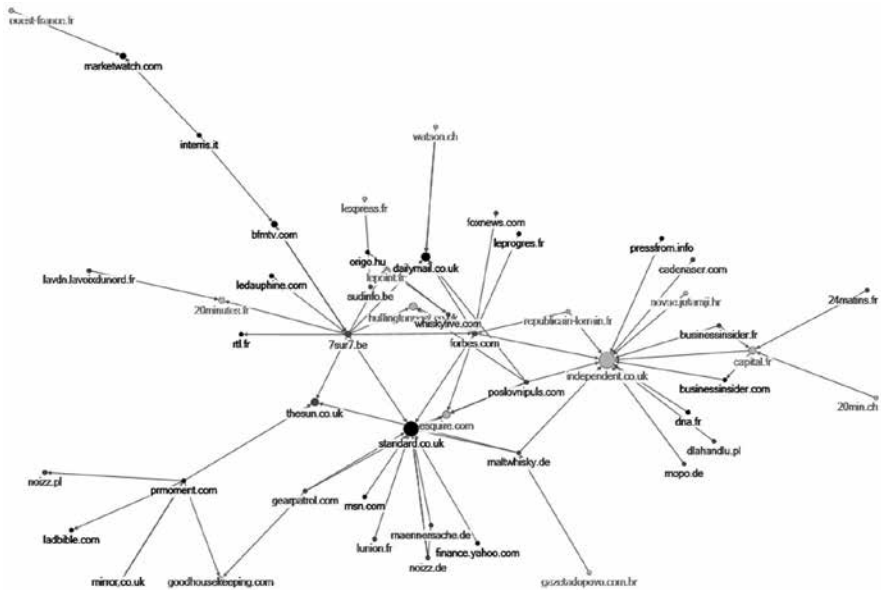 ouest-france.fr
marketwatch.com
interris.it
watson.ch
lexpress.fr
foxnews.com
leprogres.fr
bfmtv.com
pressfrom.info
origo.hu
dailymail.co.uk
cadenaser.com
lavdn.lavoixdunord.fr
ledauphine.com
lepoint.fr
audinfo.be
24matins.fr
20minutes.fr
whiskylive.com
republicain-lorrain.fr
businessinsider.fr
rtl.fr
7sur7.be
forbes.com
capital.fr
independent.co.uk
poslovnipuls.com
businessinsider.com
20min.ch
thesun.co.uk
esquire.com
dna.fr
standard.co.uk
dlahandlu.pl
maltwhisky.de
mopo.de
noizz.pl
prmoment.com
gearpatrol.com
msn.com
ladbible.com
maennersache.de
lunion.fr
finance.yahoo.com
noizz.de
mirror.co.uk
goodhousekeeping.com
gazetadopovo.com.br